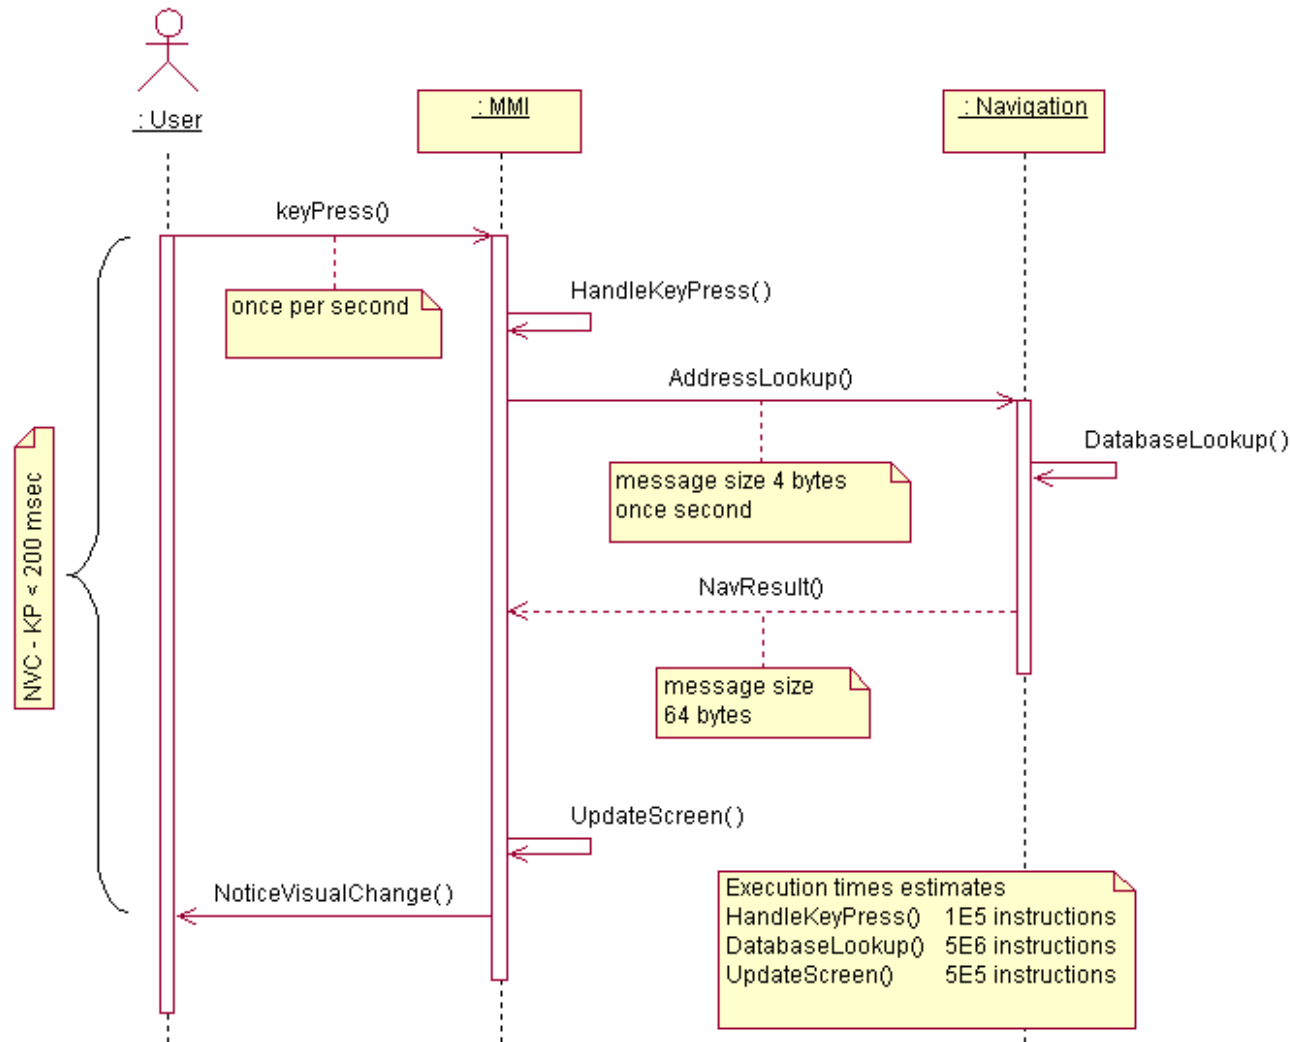 : User
: MMI
: Navigation
keyPress()
once per second
HandleKeyPress()
AddressLookup()
DatabaseLookup()
message size 4 bytes
once second
NVC - KP < 200 msec
NavResult()
message size
64 bytes
UpdateScreen()
NoticeVisualChange()
Execution times estimates
HandleKeyPress() 1E5 instructions
DatabaseLookup() 5E6 instructions
UpdateScreen() 5E5 instructions